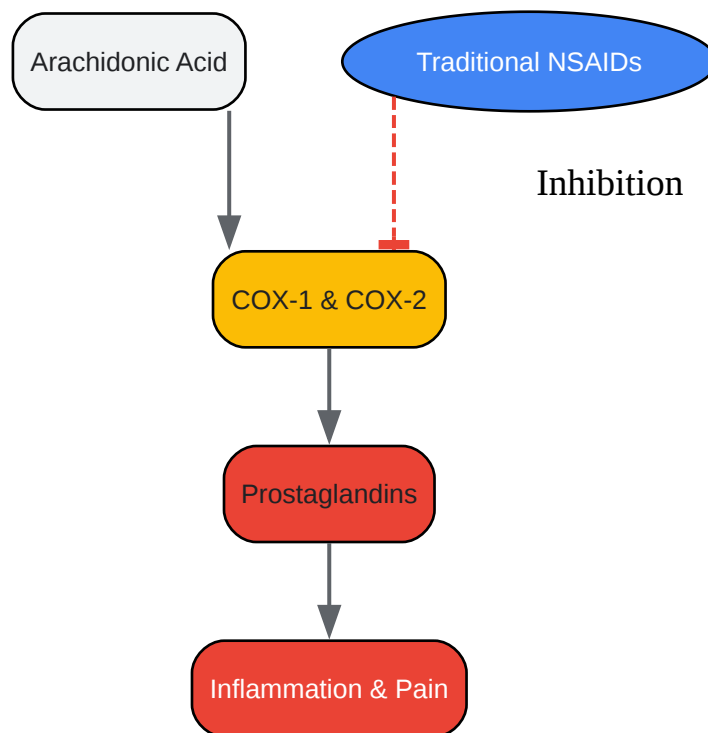 Arachidonic Acid
Traditional NSAIDs
Inhibition
COX-1 & COX-2
Prostaglandins
Inflammation & Pain